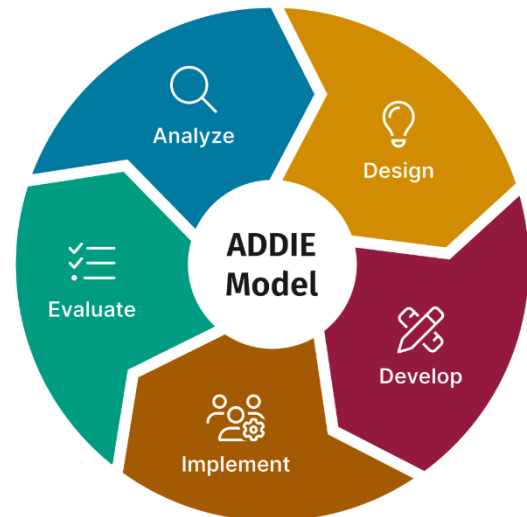 ADDIE
Model
Analyze
Design
Develop
Implement
Evaluate